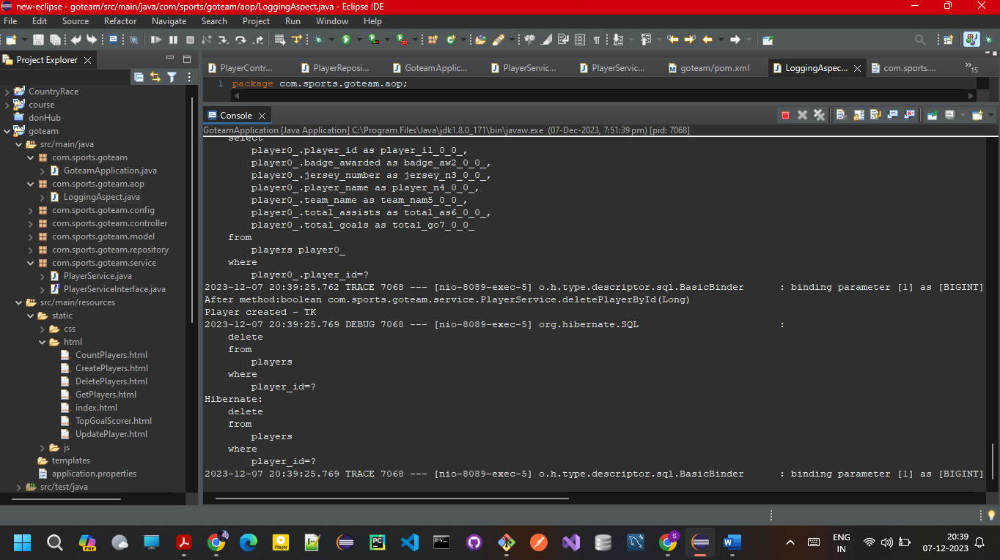 new-eclipse - goteam/src/main/java/com/sports/goteam/aop/LoggingAspect.java - Eclipse IDE
File Edit Source Refactor Navigate Search Project Run Window Help
Project Explorer
CountryRace
course
donHub
goteam
src/main/java
com.sports.goteam
GoteamApplication.java
com.sports.goteam.aop
LoggingAspect.java
com.sports.goteam.config
com.sports.goteam.controller
com.sports.goteam.model
com.sports.goteam.repository
com.sports.goteam.service
PlayerService.java
PlayerServiceInterface.java
src/main/resources
static
css
html
CountPlayers.html
CreatePlayers.html
DeletePlayers.html
GetPlayers.html
index.html
TopGoalScorer.html
UpdatePlayer.html
js
templates
application.properties
src/test/java
PlayerContr... PlayerReposi... GoteamApplic... PlayerServic... PlayerServic... goteam/pom.xml LoggingAspec... com.sports.... »15
1 package com.sports.goteam.aop;
Console
GoteamApplication [Java Application] C:\Program Files\Java\jdk1.8.0_171\bin\javaw.exe (07-Dec-2023, 7:51:39 pm) [pid: 7068]
select
player0_.player_id as player_i1_0_0_,
player0_.badge_awarded as badge_aw2_0_0_,
player0_.jersey_number as jersey_n3_0_0_,
player0_.player_name as player_n4_0_0_,
player0_.team_name as team_nam5_0_0_,
player0_.total_assists as total_as6_0_0_,
player0_.total_goals as total_go7_0_0_
from
players player0_
where
player0_.player_id=?
2023-12-07 20:39:25.762 TRACE 7068 --- [nio-8089-exec-5] o.h.type.descriptor.sql.BasicBinder : binding parameter [1] as [BIGINT]
After method:boolean com.sports.goteam.service.PlayerService.deletePlayerById(Long)
Player created - TK
2023-12-07 20:39:25.769 DEBUG 7068 --- [nio-8089-exec-5] org.hibernate.SQL :
delete
from
players
where
player_id=?
Hibernate:
delete
from
players
where
player_id=?
2023-12-07 20:39:25.769 TRACE 7068 --- [nio-8089-exec-5] o.h.type.descriptor.sql.BasicBinder : binding parameter [1] as [BIGINT]
PRE
Player
PC
S
ENG
IN
20:39
07-12-2023